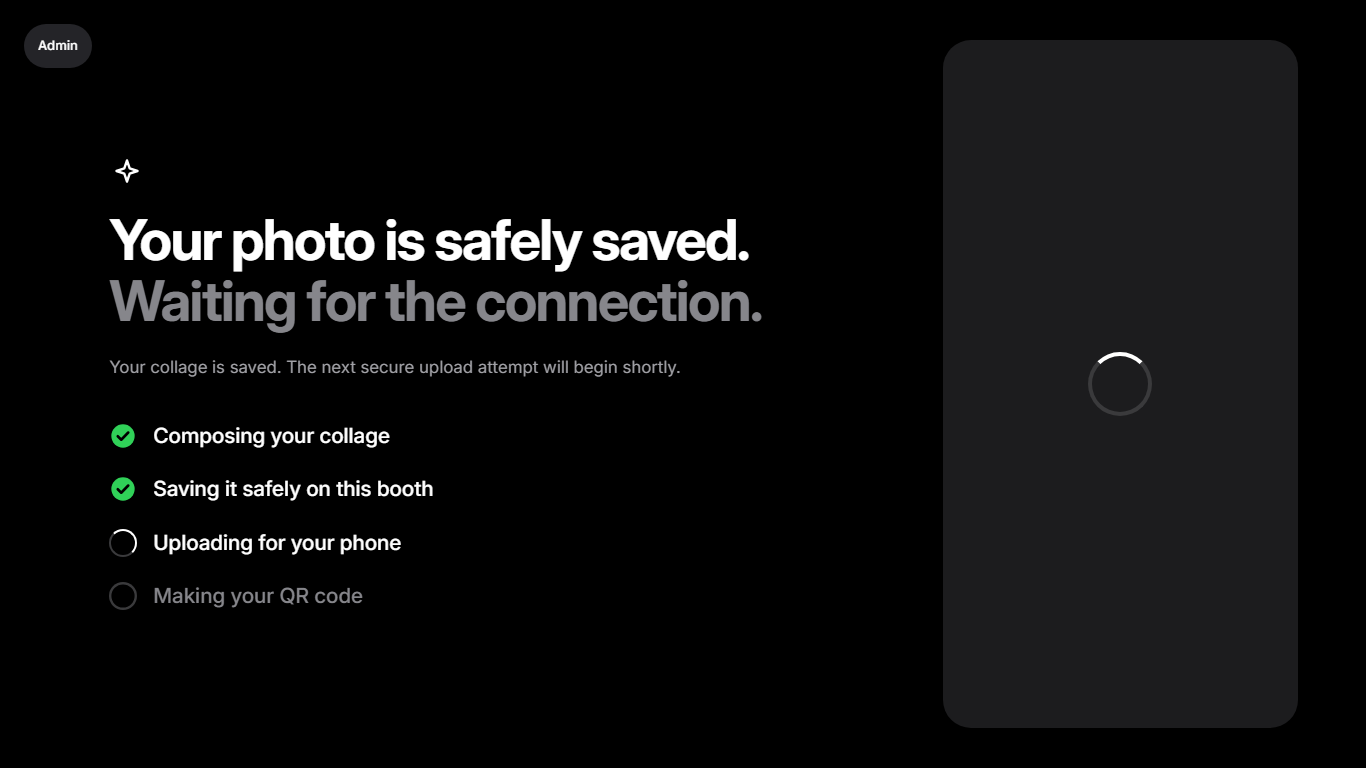 Admin
Your photo is safely saved.
Waiting for the connection.
Your collage is saved. The next secure upload attempt will begin shortly.
Composing your collage
Saving it safely on this booth
Uploading for your phone
Making your QR code